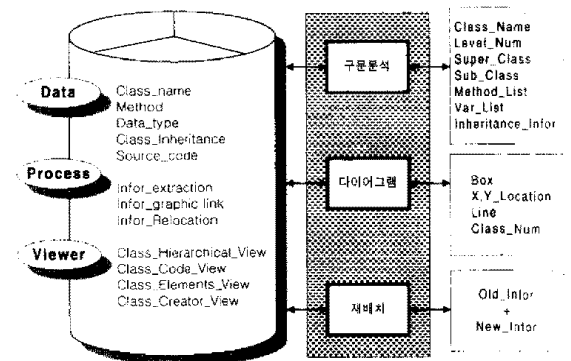 Data
Class_name
Method
Data_type
Class_Inheritance
Source_code
Process
Infor_extraction
Infor_graphic link
Infor_Relocation
Viewer
Class_Hierarchical_View
Class_Code_View
Class_Elements_View
Class_Creator_View
구문분석
다이어그램
재배치
Class_Name
Level_Num
Super_Class
Sub_Class
Method_List
Var_List
Inheritance_Infor
Box
X,Y_Location
Line
Class_Num
Old_Infor
+
New_Infor